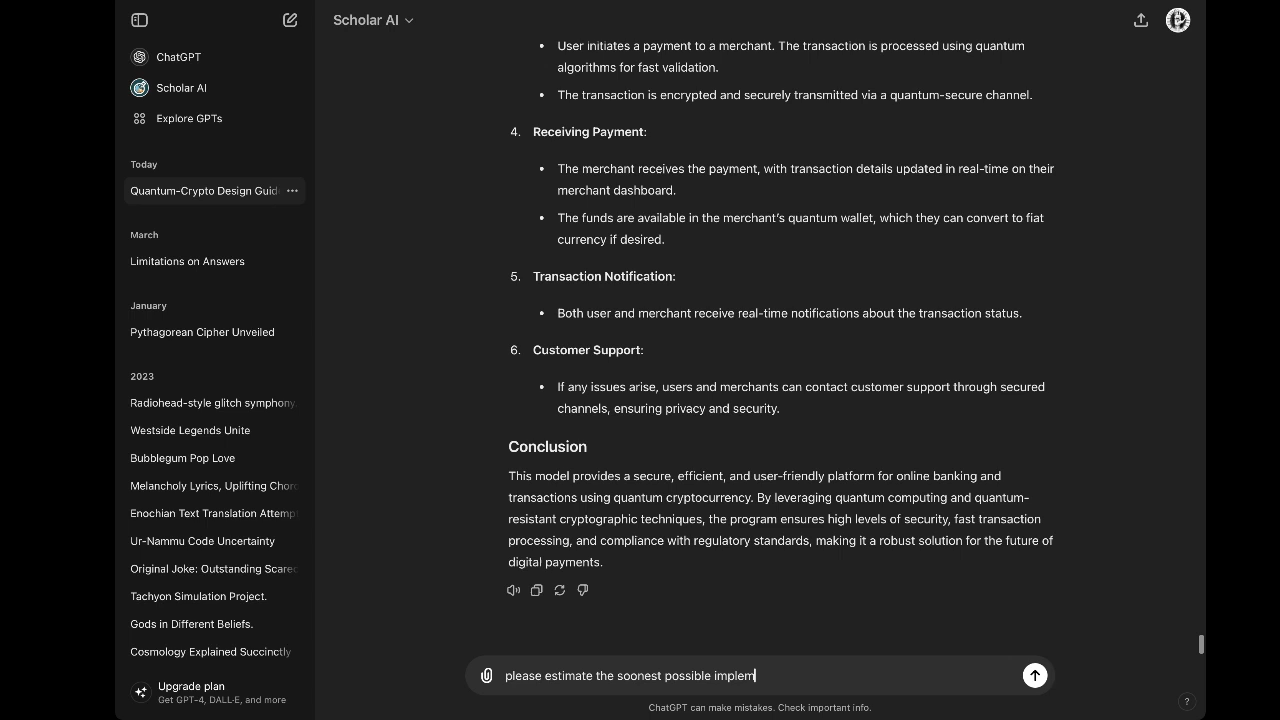 ChatGPT
Scholar AI
Explore GPTs
Today
Quantum-Crypto Design Guid
March
Limitations on Answers
January
Pythagorean Cipher Unveiled
2023
Radiohead-style glitch symphony.
Westside Legends Unite
Bubblegum Pop Love
Melancholy Lyrics, Uplifting Chor
Enochian Text Translation Attemp
Ur-Nammu Code Uncertainty
Original Joke: Outstanding Scarec
Tachyon Simulation Project.
Gods in Different Beliefs.
Cosmology Explained Succinctly
Upgrade plan
Get GPT-4, DALL·E, and more
Scholar AI
• User initiates a payment to a merchant. The transaction is processed using quantum
algorithms for fast validation.
• The transaction is encrypted and securely transmitted via a quantum-secure channel.
4. Receiving Payment:
• The merchant receives the payment, with transaction details updated in real-time on their
merchant dashboard.
• The funds are available in the merchant's quantum wallet, which they can convert to fiat
currency if desired.
5. Transaction Notification:
• Both user and merchant receive real-time notifications about the transaction status.
6. Customer Support:
• If any issues arise, users and merchants can contact customer support through secured
channels, ensuring privacy and security.
Conclusion
This model provides a secure, efficient, and user-friendly platform for online banking and
transactions using quantum cryptocurrency. By leveraging quantum computing and quantum-
resistant cryptographic techniques, the program ensures high levels of security, fast transaction
processing, and compliance with regulatory standards, making it a robust solution for the future of
digital payments.
please estimate the soonest possible implem
ChatGPT can make mistakes. Check important info.
?